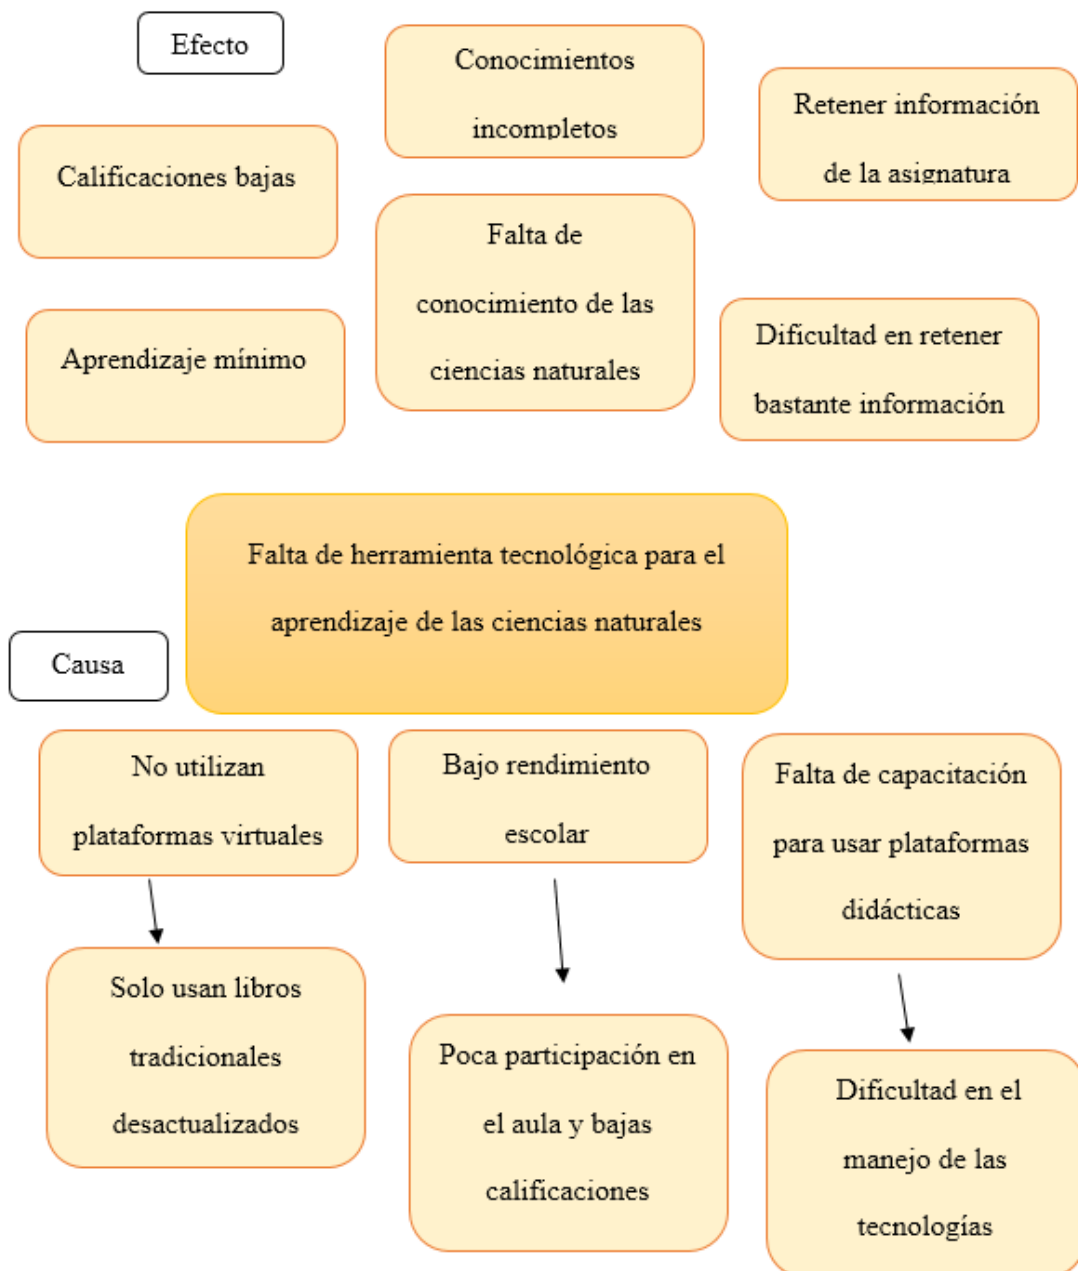 Efecto
Conocimientos
incompletos
Retener información
de la asignatura
Calificaciones bajas
Falta de
conocimiento de las
ciencias naturales
Aprendizaje mínimo
Dificultad en retener
bastante información
Falta de herramienta tecnológica para el
aprendizaje de las ciencias naturales
Causa
No utilizan
plataformas virtuales
Bajo rendimiento
escolar
Falta de capacitación
para usar plataformas
didácticas
Solo usan libros
tradicionales
desactualizados
Poca participación en
el aula y bajas
calificaciones
Dificultad en el
manejo de las
tecnologías